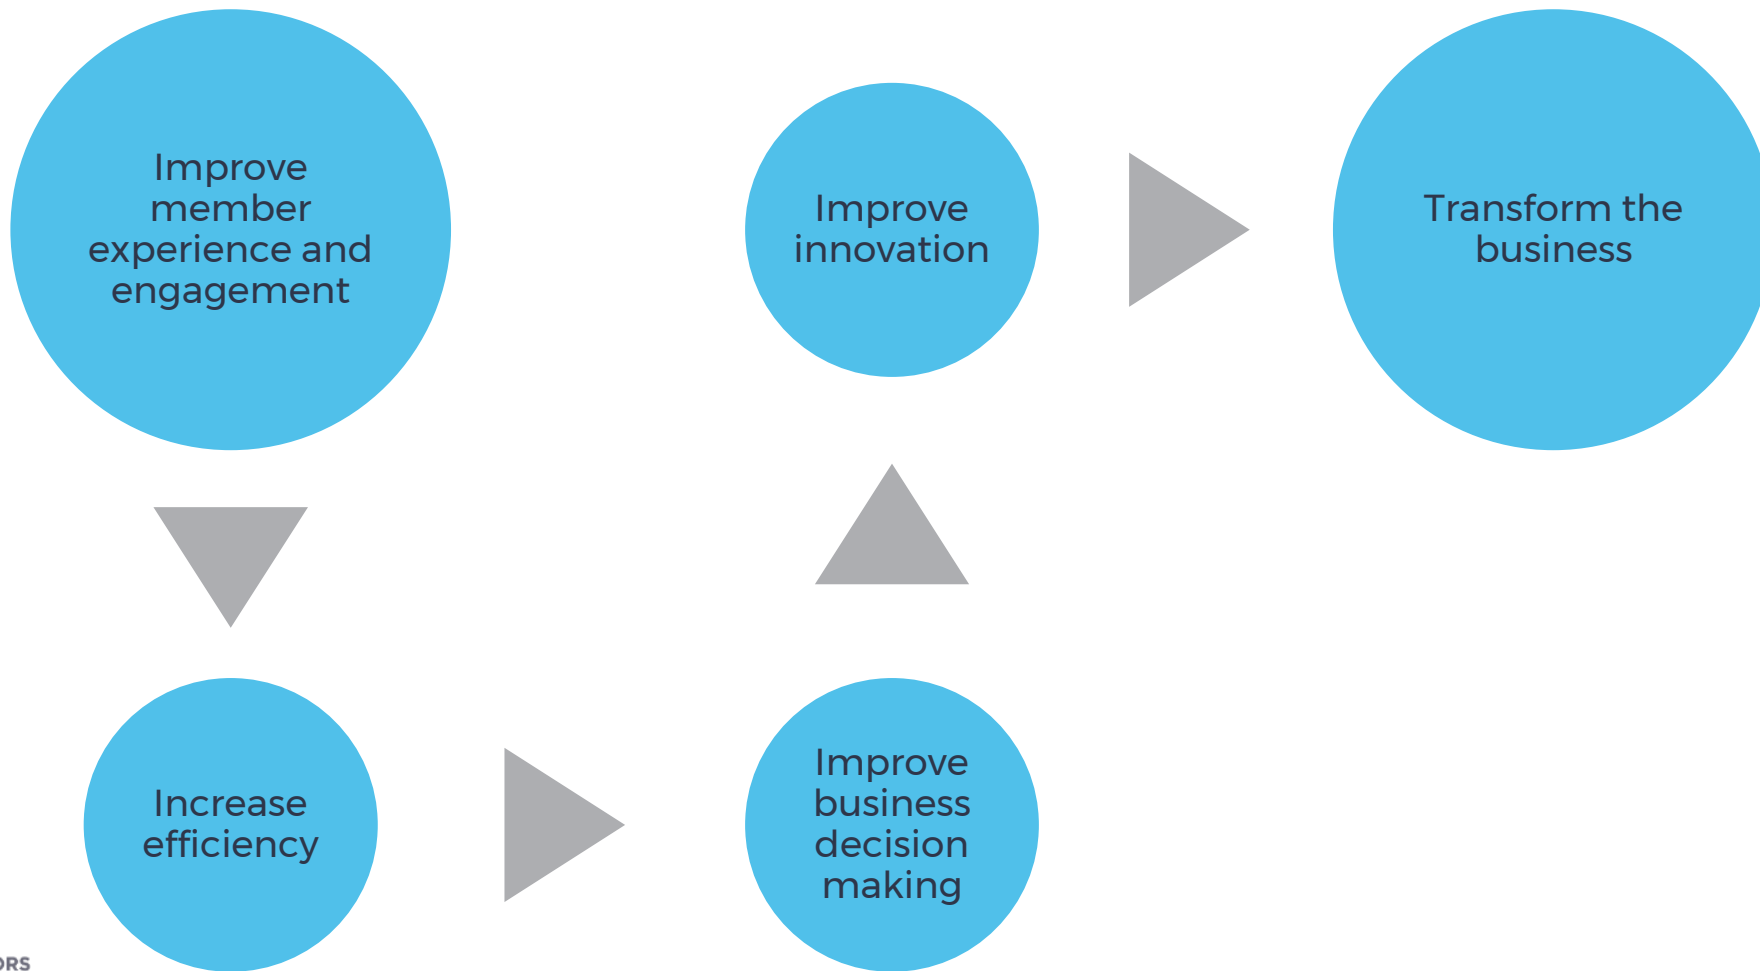 Improve
member
experience and
engagement
Increase
efficiency
Improve
business
decision
making
Improve
innovation
Transform the
business